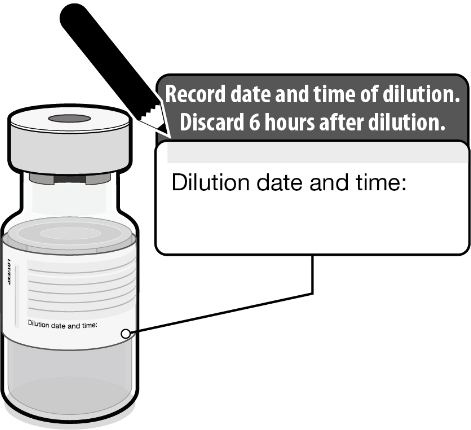 Record date and time of dilution.
Discard 6 hours after dilution.
Dilution date and time:
Dilution date and time: